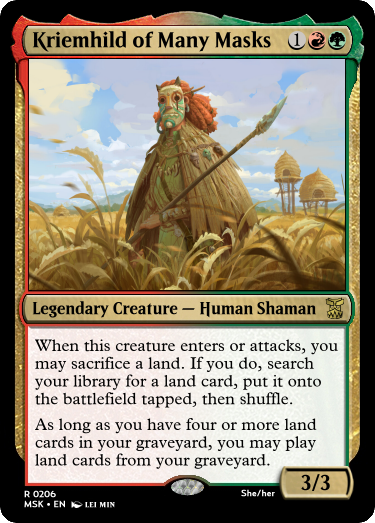 Kriemhild of Many Masks 1
Legendary Creature — Human Shaman
When this creature enters or attacks, you
may sacrifice a land. If you do, search
your library for a land card, put it onto
the battlefield tapped, then shuffle.
As long as you have four or more land
cards in your graveyard, you may play
land cards from your graveyard.
3/3
R 0206 She/her
MSK • EN LEI MIN